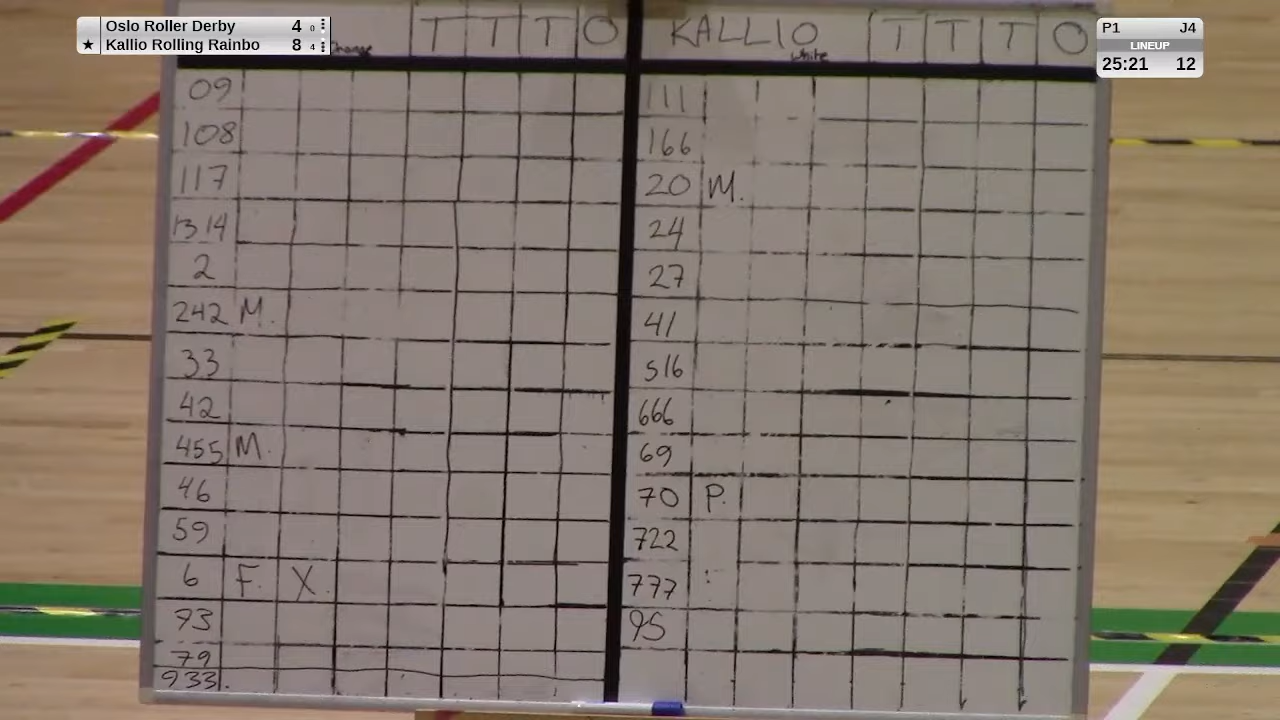 Oslo Roller Derby 4 0
★ Kallio Rolling Rainbo 8 4
P1 J4
LINEUP
25:21 12
Orange T T T O
KALLIO White T T T O
09
108
117
1314
2
242 M.
33
42
455 M.
46
59
6 F. X.
73
79
933.
111
166
20 M.
24
27
41
516
666
69
70 P.
722
777 :
95